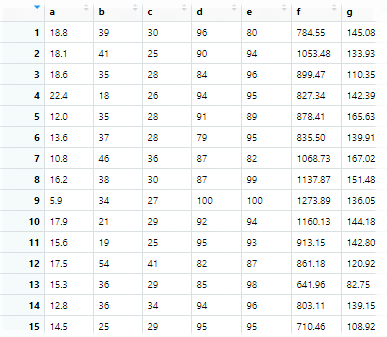 a b c d e f g
1 18.8 39 30 96 80 784.55 145.08
2 18.1 41 25 90 94 1053.48 133.93
3 18.6 35 28 84 96 899.47 110.35
4 22.4 18 26 94 95 827.34 142.39
5 12.0 35 28 91 89 878.41 165.63
6 13.6 37 28 79 95 835.50 139.91
7 10.8 46 36 87 82 1068.73 167.02
8 16.2 38 30 87 99 1137.87 151.48
9 5.9 34 27 100 100 1273.89 136.05
10 17.9 21 29 92 94 1160.13 144.18
11 15.6 19 25 95 93 913.15 142.80
12 17.5 54 41 82 87 861.18 120.92
13 15.3 36 29 85 98 641.96 82.75
14 12.8 36 34 94 96 803.11 139.15
15 14.5 25 29 95 95 710.46 108.92